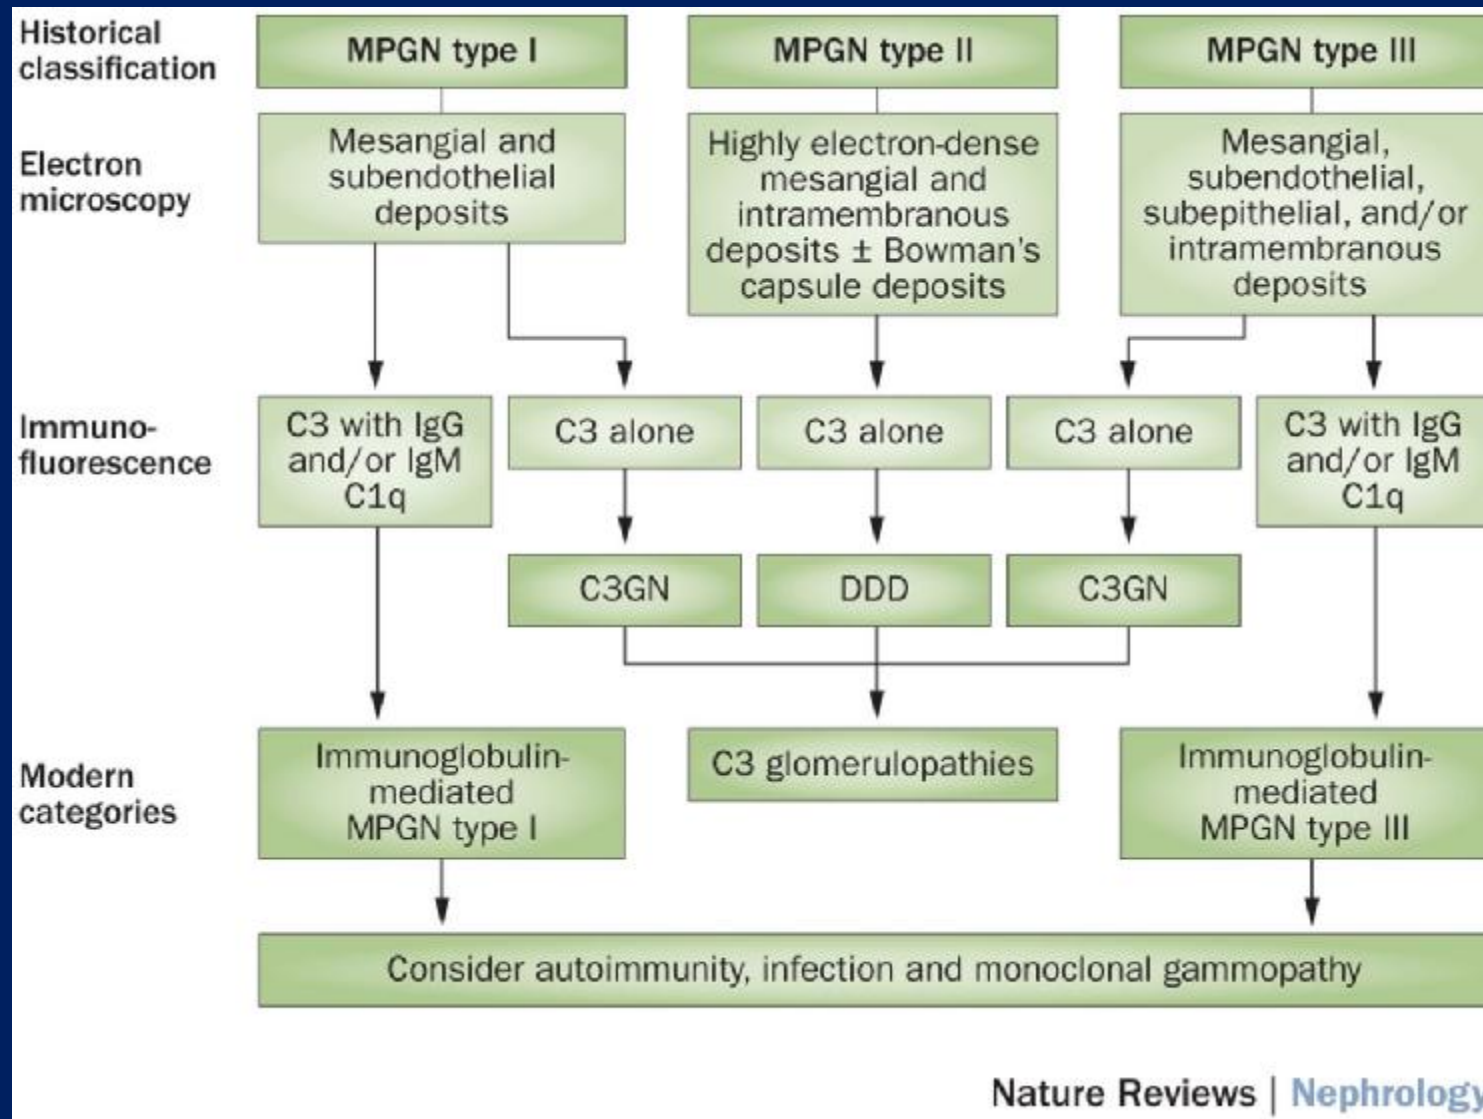 Historical
classification
MPGN type I
MPGN type II
MPGN type III
Electron
microscopy
Mesangial and
subendothelial
deposits
Highly electron-dense
mesangial and
intramembranous
deposits ± Bowman's
capsule deposits
Mesangial,
subendothelial,
subepithelial, and/or
intramembranous
deposits
Immuno-
fluorescence
C3 with IgG
and/or IgM
C1q
C3 alone
C3 alone
C3 alone
C3 with IgG
and/or IgM
C1q
C3GN
DDD
C3GN
Modern
categories
Immunoglobulin-
mediated
MPGN type I
C3 glomerulopathies
Immunoglobulin-
mediated
MPGN type III
Consider autoimmunity, infection and monoclonal gammopathy
Nature Reviews | Nephrology